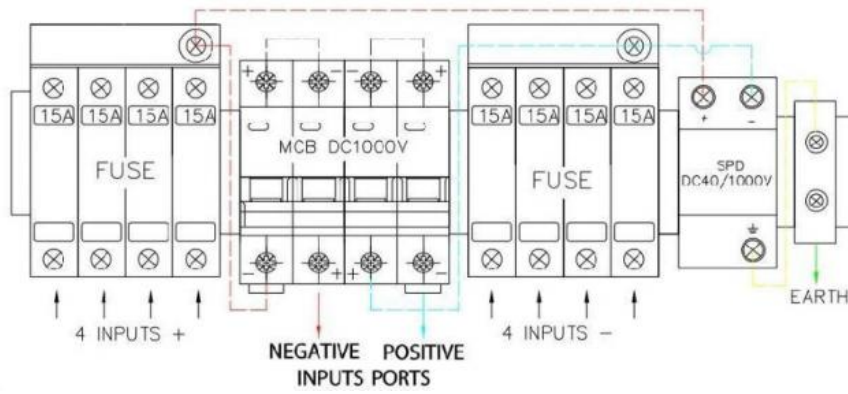 15A 15A 15A 15A
FUSE
4 INPUTS +
+ − − +
MCB DC1000V
− + + −
NEGATIVE POSITIVE
INPUTS PORTS
15A 15A 15A 15A
FUSE
4 INPUTS −
+ −
SPD
DC40/1000V
EARTH